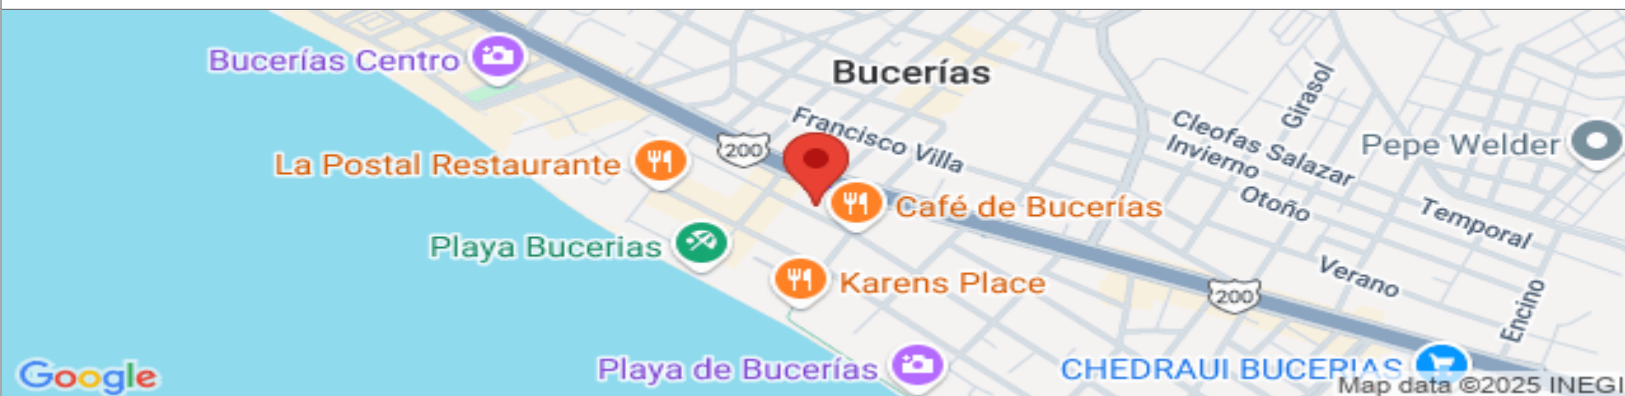 Bucerías Centro
Bucerías
Girasol
Francisco Villa
Cleofas Salazar
Pepe Welder
200
La Postal Restaurante
Invierno
Otoño
Café de Bucerías
Temporal
Playa Bucerias
Verano
Karens Place
200
Encino
Playa de Bucerías
CHEDRAUI BUCERIAS
Google
Map data ©2025 INEGI